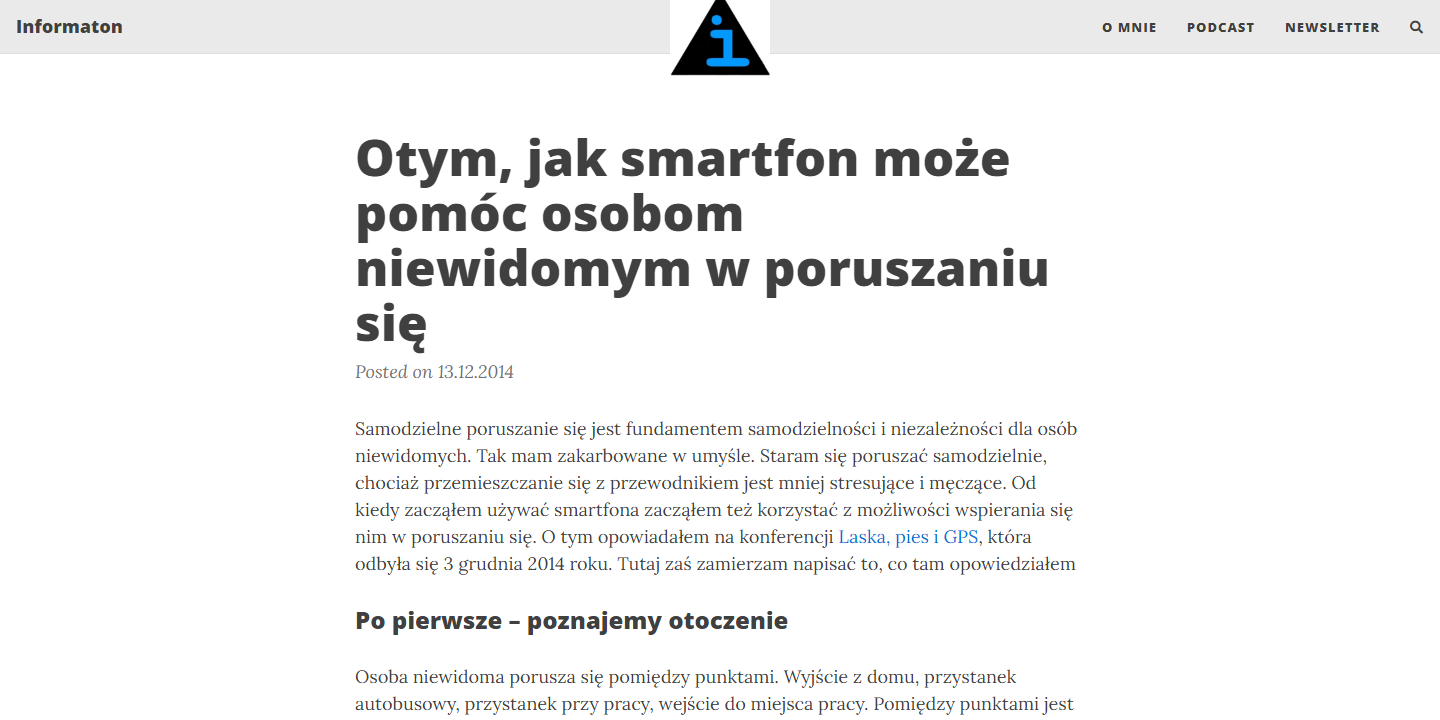 Informaton
i
O MNIE
PODCAST
NEWSLETTER
Otym, jak smartfon może
pomóc osobom
niewidomym w poruszaniu
się
Posted on 13.12.2014
Samodzielne poruszanie się jest fundamentem samodzielności i niezależności dla osób
niewidomych. Tak mam zakarbowane w umyśle. Staram się poruszać samodzielnie,
chociaż przemieszczanie się z przewodnikiem jest mniej stresujące i męczące. Od
kiedy zacząłem używać smartfona zacząłem też korzystać z możliwości wspierania się
nim w poruszaniu się. O tym opowiadałem na konferencji Laska, pies i GPS, która
odbyła się 3 grudnia 2014 roku. Tutaj zaś zamierzam napisać to, co tam opowiedziałem
Po pierwsze – poznajemy otoczenie
Osoba niewidoma porusza się pomiędzy punktami. Wyjście z domu, przystanek
autobusowy, przystanek przy pracy, wejście do miejsca pracy. Pomiędzy punktami jest